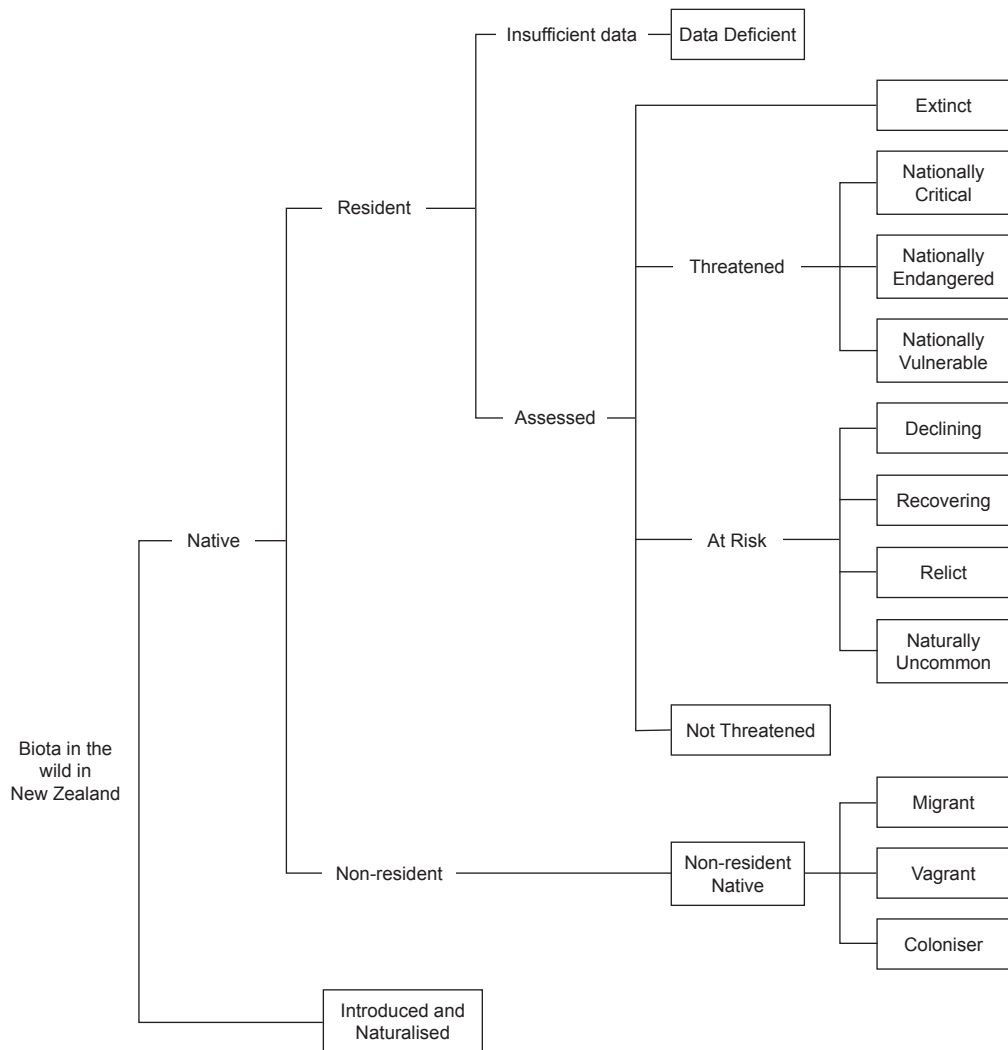 Insufficient data
Data Deficient
Extinct
Nationally
Critical
Resident
Threatened
Nationally
Endangered
Nationally
Vulnerable
Assessed
Declining
Recovering
Native
At Risk
Relict
Naturally
Uncommon
Not Threatened
Biota in the
wild in
New Zealand
Migrant
Non-resident
Non-resident
Native
Vagrant
Coloniser
Introduced and
Naturalised